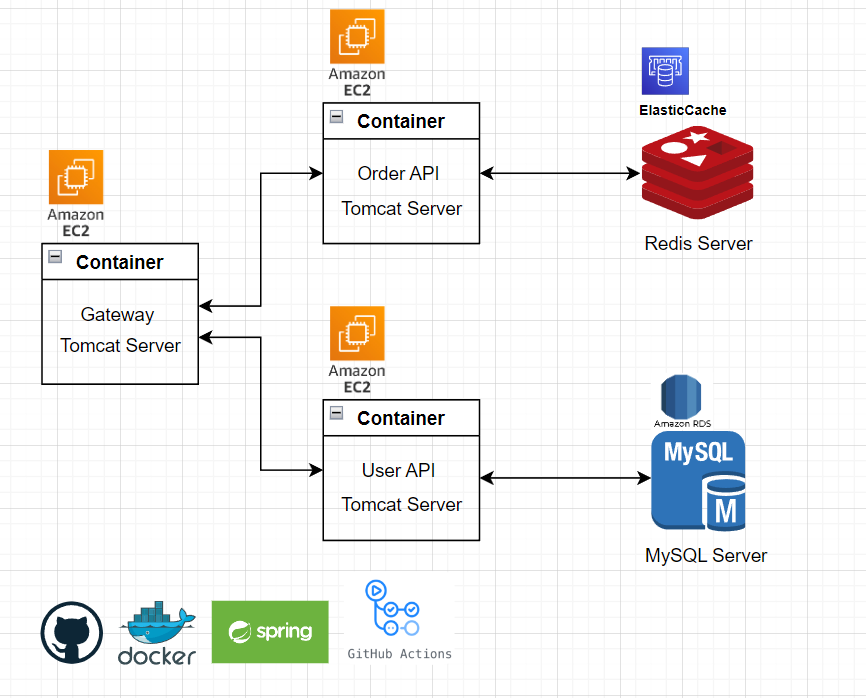 Amazon
EC2
Container
Order API
Tomcat Server
ElasticCache
Redis Server
Amazon
EC2
Container
Gateway
Tomcat Server
Amazon
EC2
Container
User API
Tomcat Server
Amazon RDS
MySQL
M
MySQL Server
docker
spring
GitHub Actions